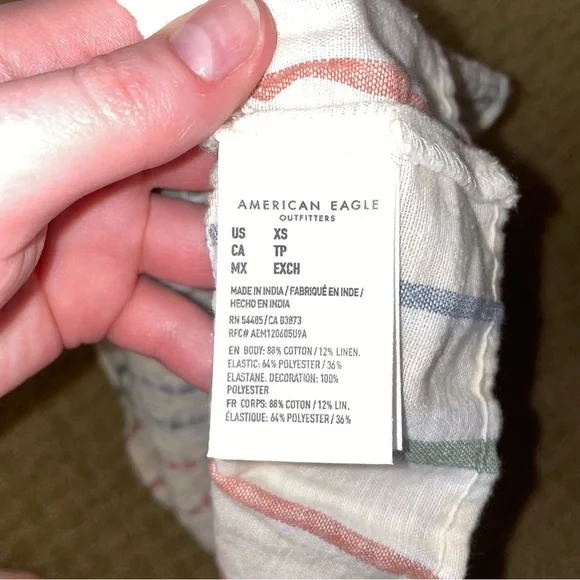 AMERICAN EAGLE
OUTFITTERS
US XS
CA TP
MX EXCH
MADE IN INDIA / FABRIQUÉ EN INDE /
HECHO EN INDIA
RN 54485 / CA 03873
RFC# AEM120605U9A
EN BODY: 88% COTTON / 12% LINEN.
ELASTIC: 64% POLYESTER / 36%
ELASTANE. DECORATION: 100%
POLYESTER
FR CORPS: 88% COTTON / 12% LIN.
ÉLASTIQUE: 64% POLYESTER / 36%